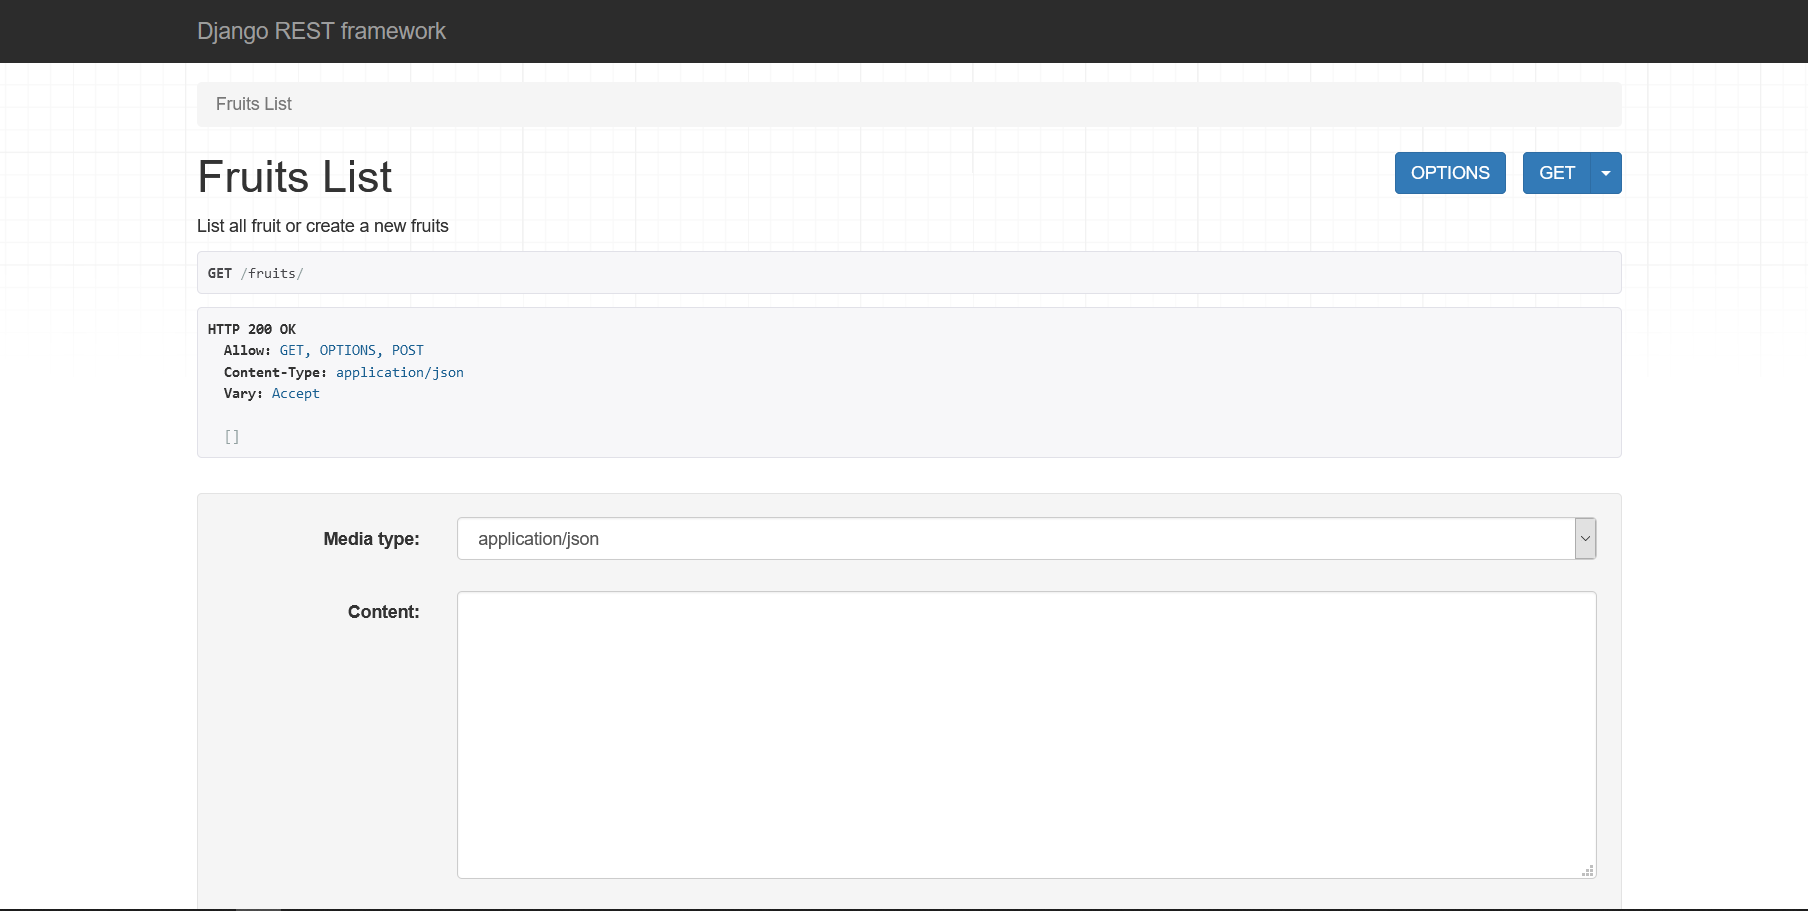 Django REST framework
Fruits List
Fruits List
OPTIONS
GET
List all fruit or create a new fruits
GET /fruits/
HTTP 200 OK
Allow: GET, OPTIONS, POST
Content-Type: application/json
Vary: Accept
[]
Media type:
application/json
Content: